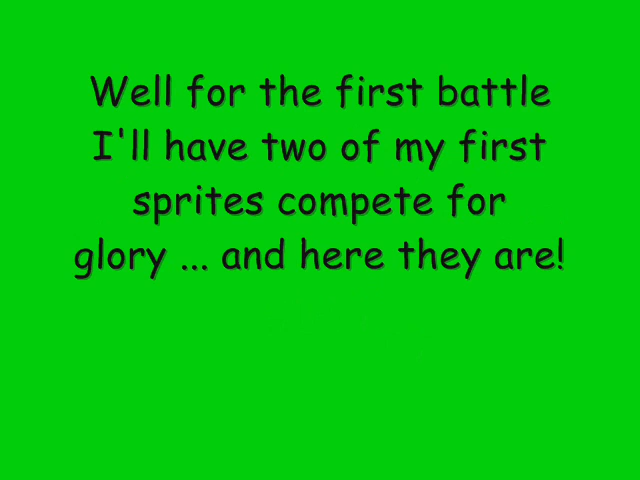 Well for the first battle
I'll have two of my first
sprites compete for
glory ... and here they are!